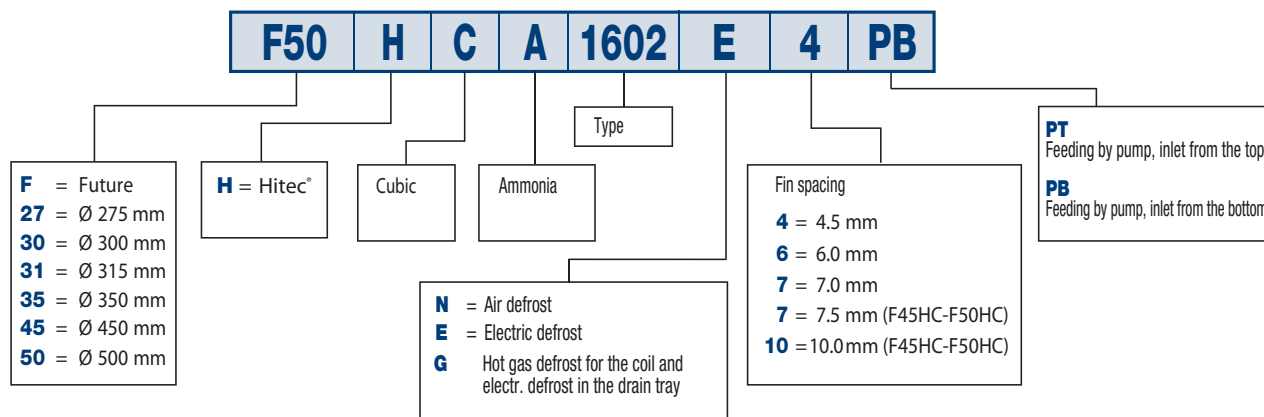 F50 H C A 1602 E 4 PB
F = Future
27 = Ø 275 mm
30 = Ø 300 mm
31 = Ø 315 mm
35 = Ø 350 mm
45 = Ø 450 mm
50 = Ø 500 mm
H = Hitec®
Cubic
Ammonia
Type
N = Air defrost
E = Electric defrost
G Hot gas defrost for the coil and
electr. defrost in the drain tray
Fin spacing
4 = 4.5 mm
6 = 6.0 mm
7 = 7.0 mm
7 = 7.5 mm (F45HC-F50HC)
10 = 10.0 mm (F45HC-F50HC)
PT
Feeding by pump, inlet from the top
PB
Feeding by pump, inlet from the bottom